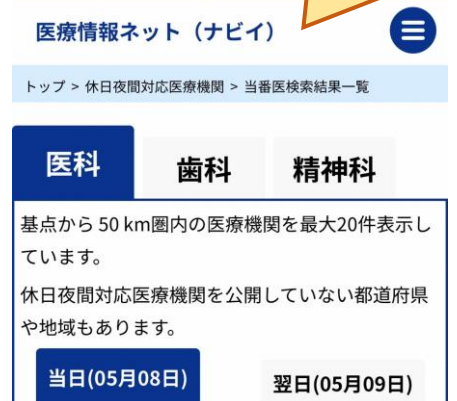 医療情報ネット（ナビイ）
トップ > 休日夜間対応医療機関 > 当番医検索結果一覧
医科 歯科 精神科
基点から 50 km圏内の医療機関を最大20件表示し
ています。
休日夜間対応医療機関を公開していない都道府県
や地域もあります。
当日(05月08日) 翌日(05月09日)